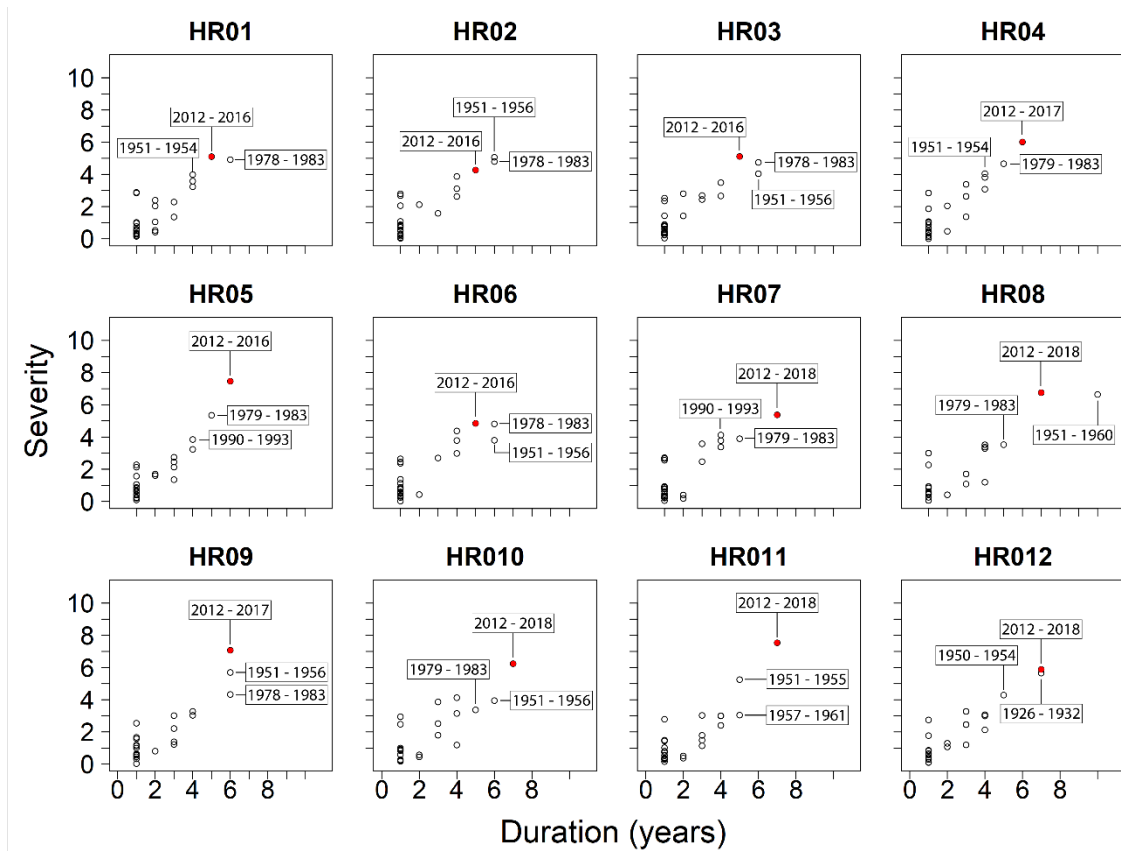 HR01 HR02 HR03 HR04
10
8
6
4
2
0
2012 - 2016
1951 - 1954
1978 - 1983
1951 - 1956
2012 - 2016
1978 - 1983
2012 - 2016
1978 - 1983
1951 - 1956
2012 - 2017
1951 - 1954
1979 - 1983
HR05 HR06 HR07 HR08
Severity
10
8
6
4
2
0
2012 - 2016
1979 - 1983
1990 - 1993
2012 - 2016
1978 - 1983
1951 - 1956
2012 - 2018
1990 - 1993
1979 - 1983
2012 - 2018
1979 - 1983
1951 - 1960
HR09 HR010 HR011 HR012
10
8
6
4
2
0
2012 - 2017
1951 - 1956
1978 - 1983
2012 - 2018
1979 - 1983
1951 - 1956
2012 - 2018
1951 - 1955
1957 - 1961
2012 - 2018
1950 - 1954
1926 - 1932
0 2 4 6 8 0 2 4 6 8 0 2 4 6 8 0 2 4 6 8
Duration (years)